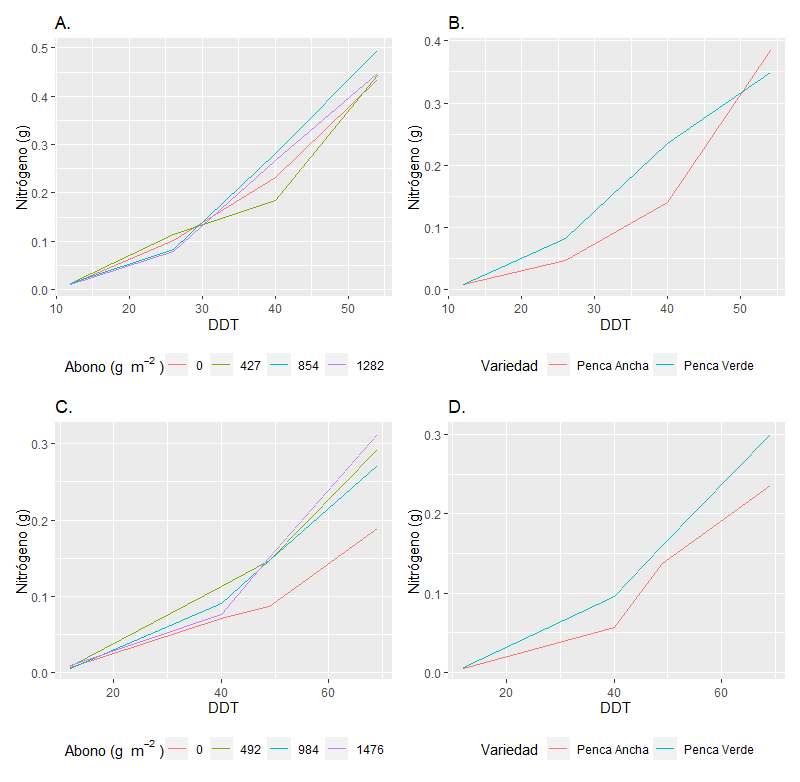 A.
Nitrógeno (g)
0.5
0.4
0.3
0.2
0.1
0.0
10 20 30 40 50
DDT
Abono (g m⁻²) 0 427 854 1282
B.
Nitrógeno (g)
0.4
0.3
0.2
0.1
0.0
10 20 30 40 50
DDT
Variedad Penca Ancha Penca Verde
C.
Nitrógeno (g)
0.3
0.2
0.1
0.0
20 40 60
DDT
Abono (g m⁻²) 0 492 984 1476
D.
Nitrógeno (g)
0.3
0.2
0.1
0.0
20 40 60
DDT
Variedad Penca Ancha Penca Verde